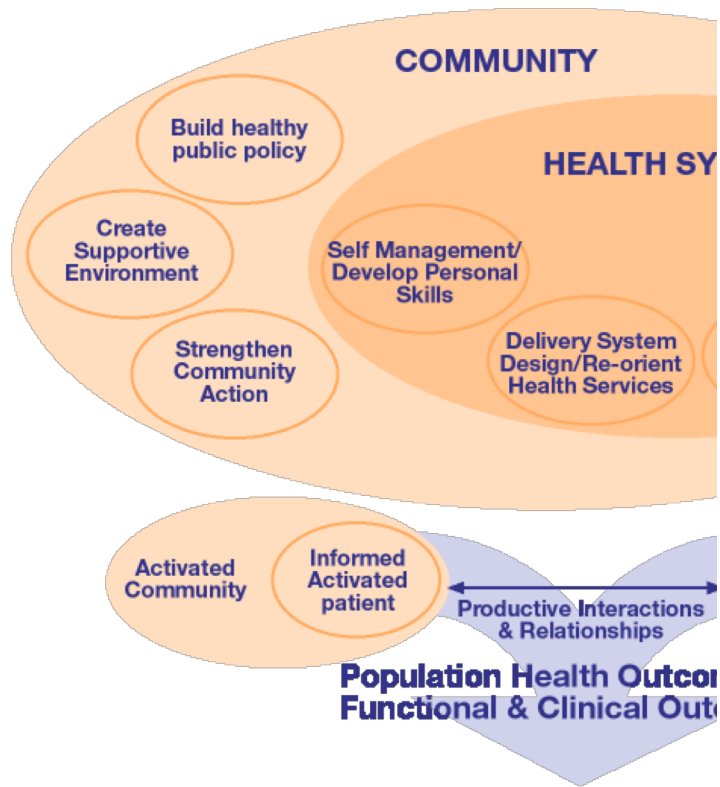 COMMUNITY
Build healthy
public policy
HEALTH SY
Create
Supportive
Environment
Self Management/
Develop Personal
Skills
Strengthen
Community
Action
Delivery System
Design/Re-orient
Health Services
Activated
Community
Informed
Activated
patient
Productive Interactions
& Relationships
Population Health Outcom
Functional & Clinical Outc